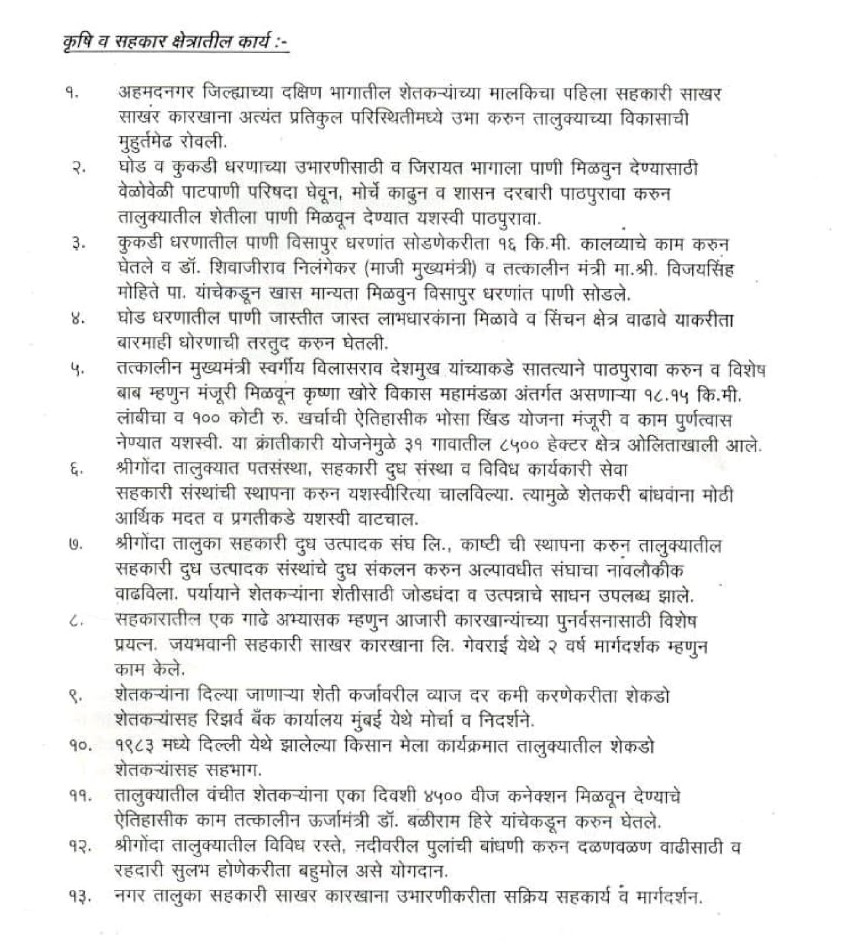 कृषि व सहकार क्षेत्रातील कार्य :-
१. अहमदनगर जिल्ह्याच्या दक्षिण भागातील शेतकऱ्यांच्या मालकिचा पहिला सहकारी साखर
साखर कारखाना अत्यंत प्रतिकुल परिस्थितीमध्ये उभा करुन तालुक्याच्या विकासाची
मुहुर्तमेढ रोवली.
२. घोड व कुकडी धरणाच्या उभारणीसाठी व जिरायत भागाला पाणी मिळवुन देण्यासाठी
वेळोवेळी पाटपाणी परिषदा घेवून, मोर्चे काढुन व शासन दरबारी पाठपुरावा करुन
तालुक्यातील शेतीला पाणी मिळवून देण्यात यशस्वी पाठपुरावा.
३. कुकडी धरणातील पाणी विसापुर धरणांत सोडणेकरीता १६ कि.मी. कालव्याचे काम करुन
घेतले व डॉ. शिवाजीराव निलंगेकर (माजी मुख्यमंत्री) व तत्कालीन मंत्री मा.श्री. विजयसिंह
मोहिते पा. यांचेकडून खास मान्यता मिळवुन विसापुर धरणांत पाणी सोडले.
४. घोड धरणातील पाणी जास्तीत जास्त लाभधारकांना मिळावे व सिंचन क्षेत्र वाढावे याकरीता
बारमाही धोरणाची तरतुद करुन घेतली.
५. तत्कालीन मुख्यमंत्री स्वर्गीय विलासराव देशमुख यांच्याकडे सातत्याने पाठपुरावा करुन व विशेष
बाब म्हणुन मंजूरी मिळवून कृष्णा खोरे विकास महामंडळा अंतर्गत असणाऱ्या १८.१५ कि.मी.
लांबीचा व १०० कोटी रु. खर्चाची ऐतिहासीक भोसा खिंड योजना मंजूरी व काम पुर्णत्वास
नेण्यात यशस्वी. या क्रांतीकारी योजनेमुळे ३१ गावातील ८५०० हेक्टर क्षेत्र ओलिताखाली आले.
६. श्रीगोंदा तालुक्यात पतसंस्था, सहकारी दुध संस्था व विविध कार्यकारी सेवा
सहकारी संस्थांची स्थापना करुन यशस्वीरित्या चालविल्या. त्यामुळे शेतकरी बांधवांना मोठी
आर्थिक मदत व प्रगतीकडे यशस्वी वाटचाल.
७. श्रीगोंदा तालुका सहकारी दुध उत्पादक संघ लि., काष्टी ची स्थापना करुन तालुक्यातील
सहकारी दुध उत्पादक संस्थांचे दुध संकलन करुन अल्पावधीत संघाचा नांवलौकीक
वाढविला. पर्यायाने शेतकऱ्यांना शेतीसाठी जोडधंदा व उत्पन्नाचे साधन उपलब्ध झाले.
८. सहकारातील एक गाढे अभ्यासक म्हणुन आजारी कारखान्यांच्या पुनर्वसनासाठी विशेष
प्रयत्न. जयभवानी सहकारी साखर कारखाना लि. गेवराई येथे २ वर्ष मार्गदर्शक म्हणुन
काम केले.
९. शेतकऱ्यांना दिल्या जाणाऱ्या शेती कर्जावरील व्याज दर कमी करणेकरीता शेकडो
शेतकऱ्यांसह रिझर्व बँक कार्यालय मुंबई येथे मोर्चा व निदर्शने.
१०. १९८३ मध्ये दिल्ली येथे झालेल्या किसान मेला कार्यक्रमात तालुक्यातील शेकडो
शेतकऱ्यांसह सहभाग.
११. तालुक्यातील वंचीत शेतकऱ्यांना एका दिवशी ४५०० वीज कनेक्शन मिळवून देण्याचे
ऐतिहासीक काम तत्कालीन ऊर्जामंत्री डॉ. बळीराम हिरे यांचेकडून करुन घेतले.
१२. श्रीगोंदा तालुक्यातील विविध रस्ते, नदीवरील पुलांची बांधणी करुन दळणवळण वाढीसाठी व
रहदारी सुलभ होणेकरीता बहुमोल असे योगदान.
१३. नगर तालुका सहकारी साखर कारखाना उभारणीकरीता सक्रिय सहकार्य व मार्गदर्शन.